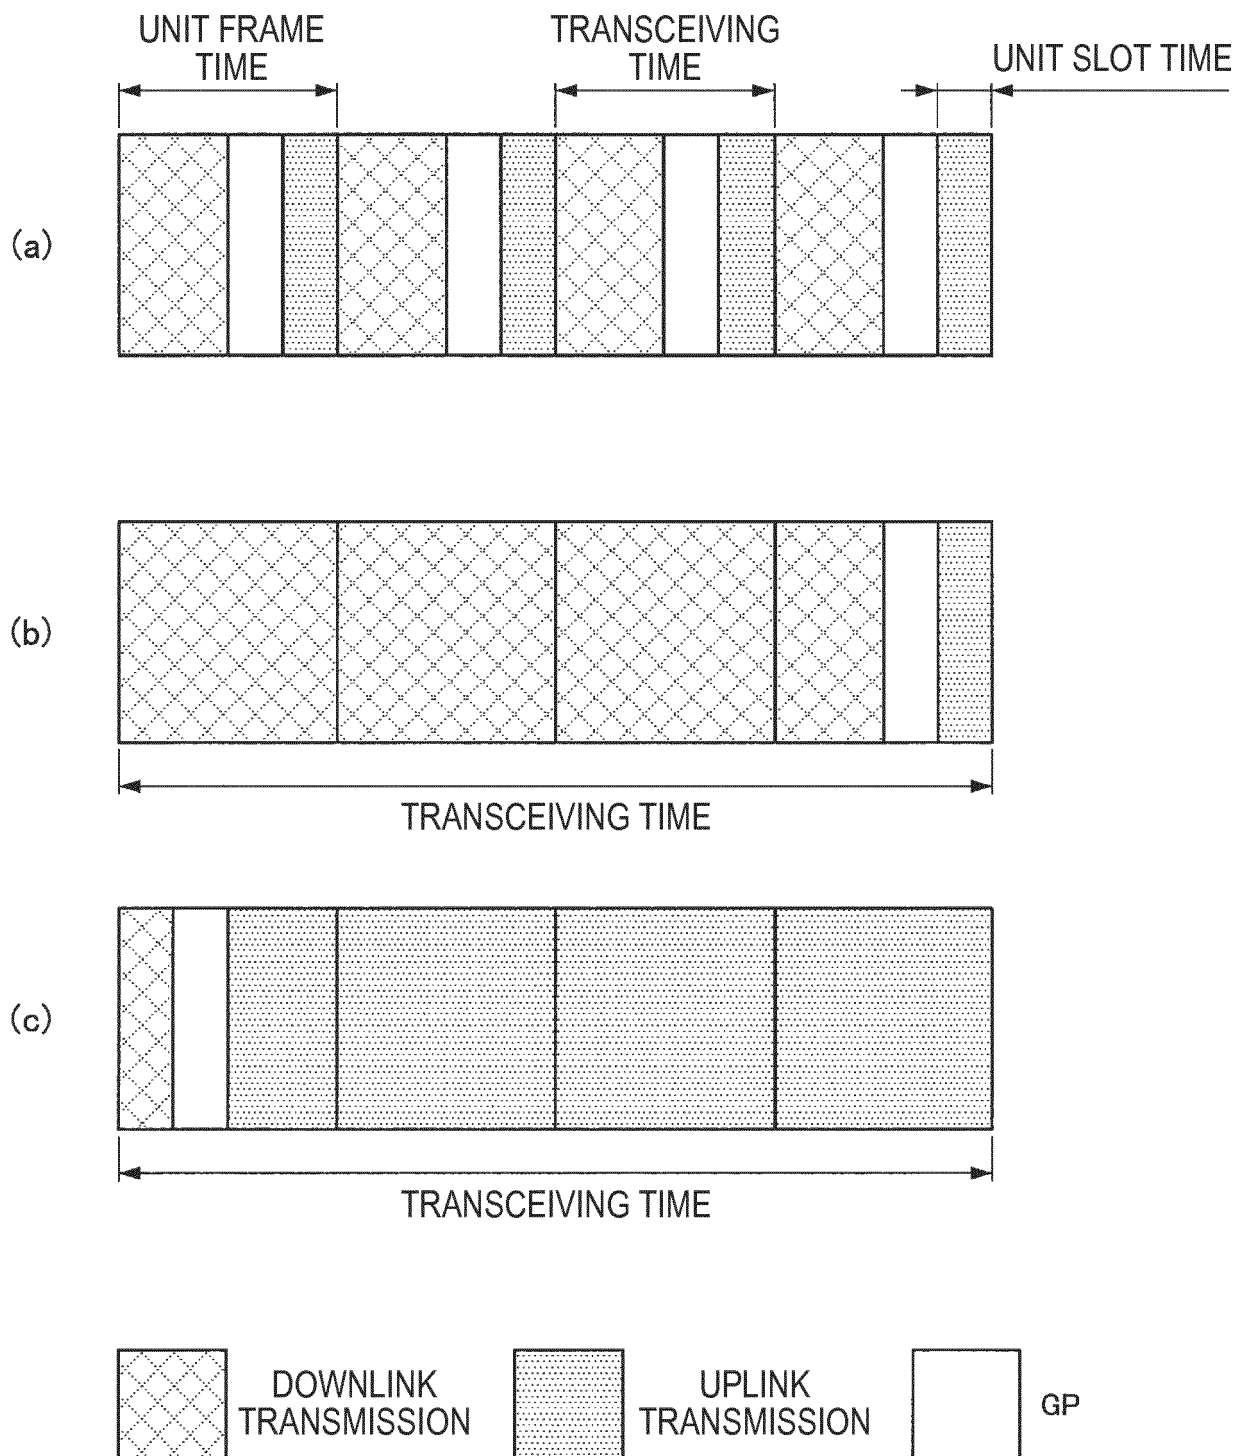 UNIT FRAME
TIME
TRANSCEIVING
TIME
UNIT SLOT TIME
(a)
(b)
TRANSCEIVING TIME
(c)
TRANSCEIVING TIME
DOWNLINK
TRANSMISSION
UPLINK
TRANSMISSION
GP